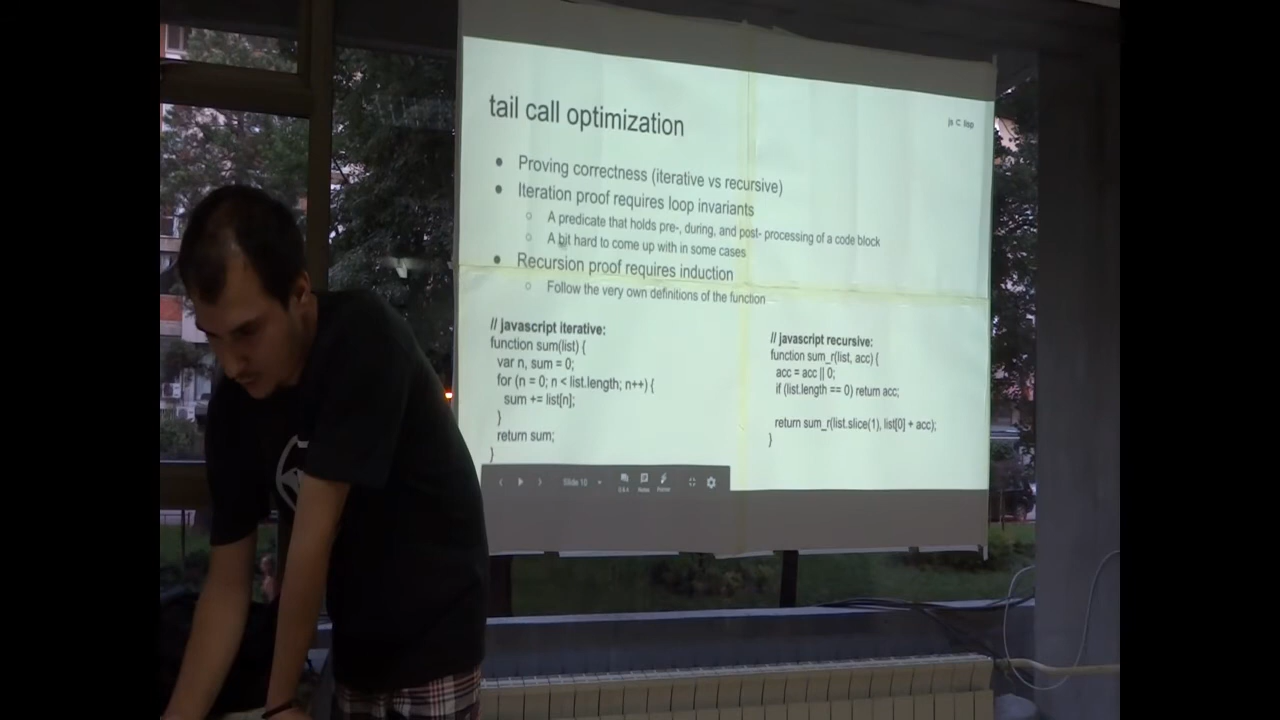 tail call optimization
js C lisp
● Proving correctness (iterative vs recursive)
● Iteration proof requires loop invariants
○ A predicate that holds pre-, during, and post- processing of a code block
○ A bit hard to come up with in some cases
● Recursion proof requires induction
○ Follow the very own definitions of the function
// javascript iterative:
function sum(list) {
var n, sum = 0;
for (n = 0; n < list.length; n++) {
sum += list[n];
}
return sum;
}
// javascript recursive:
function sum_r(list, acc) {
acc = acc || 0;
if (list.length == 0) return acc;
return sum_r(list.slice(1), list[0] + acc);
}
Slide 10
Q & A Notes Pointer